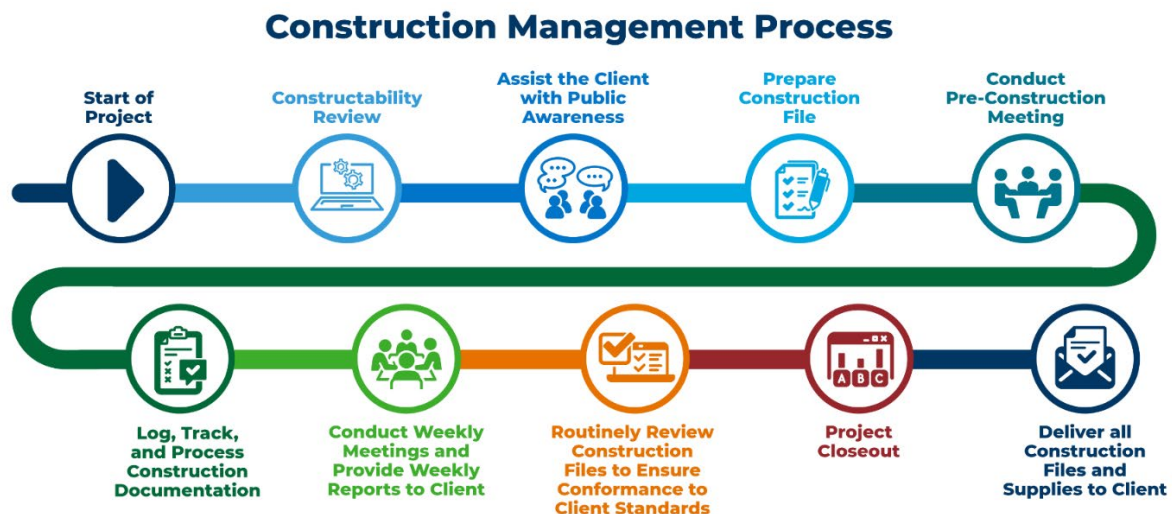 Construction Management Process
Start of
Project
Constructability
Review
Assist the Client
with Public
Awareness
Prepare
Construction
File
Conduct
Pre-Construction
Meeting
Log, Track,
and Process
Construction
Documentation
Conduct Weekly
Meetings and
Provide Weekly
Reports to Client
Routinely Review
Construction
Files to Ensure
Conformance to
Client Standards
A B C
Project
Closeout
Deliver all
Construction
Files and
Supplies to Client